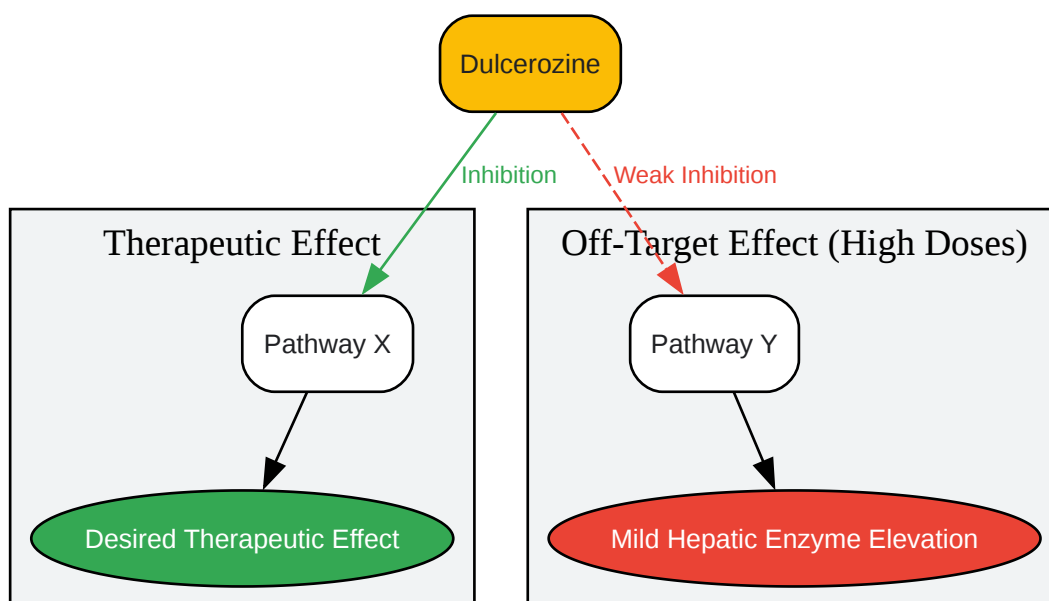 Dulcerozine
Inhibition
Weak Inhibition
Therapeutic Effect
Off-Target Effect (High Doses)
Pathway X
Pathway Y
Desired Therapeutic Effect
Mild Hepatic Enzyme Elevation